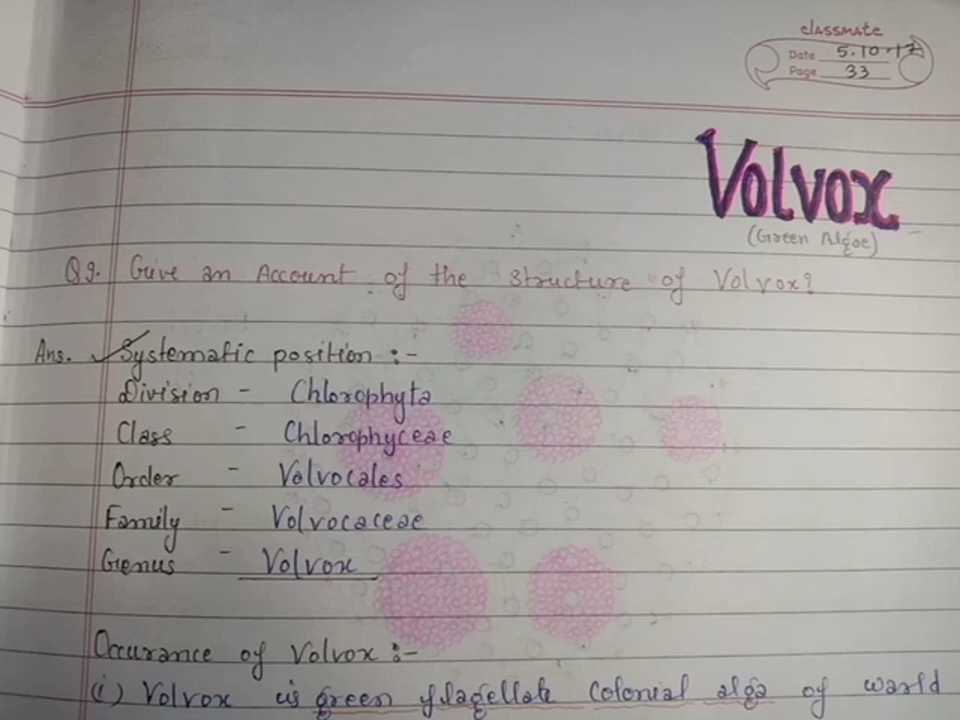 classmate
Date 5.10.17
Page 33
Volvox
(Green Algae)
Q9. Give an Account of the structure of Volvox?
Ans. Systematic position :-
Division - Chlorophyta
Class - Chlorophyceae
Order - Volvocales
Family - Volvocaceae
Genus - Volvox
Occurance of Volvox :-
(i) Volvox is green flagellate colonial alga of warld